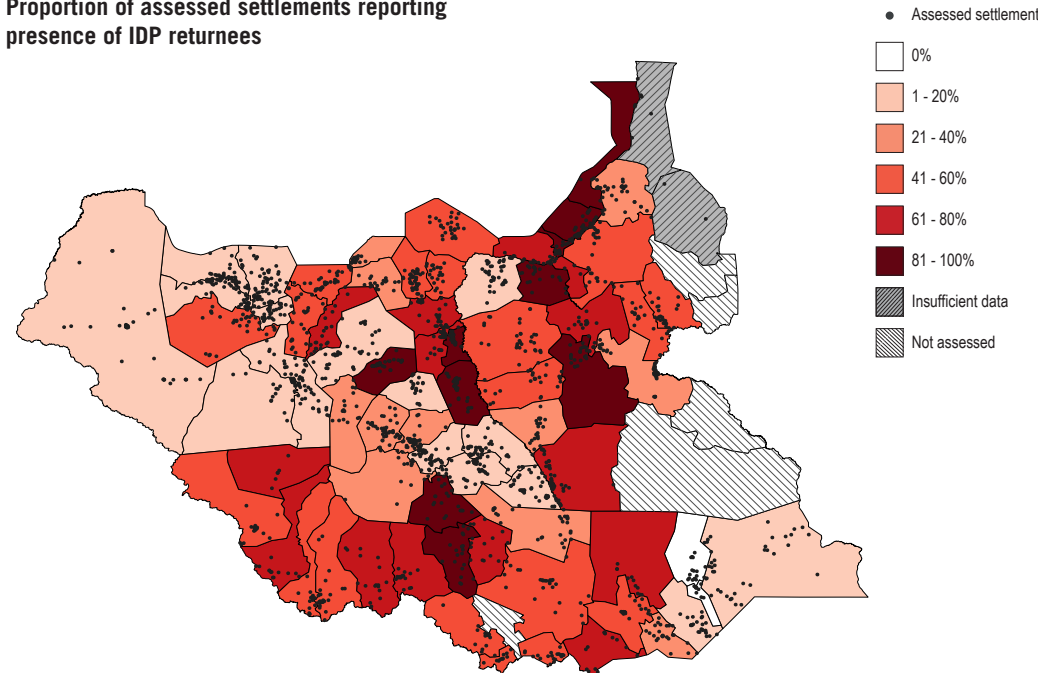 Proportion of assessed settlements reporting
presence of IDP returnees
Assessed settlement
0%
1 - 20%
21 - 40%
41 - 60%
61 - 80%
81 - 100%
Insufficient data
Not assessed